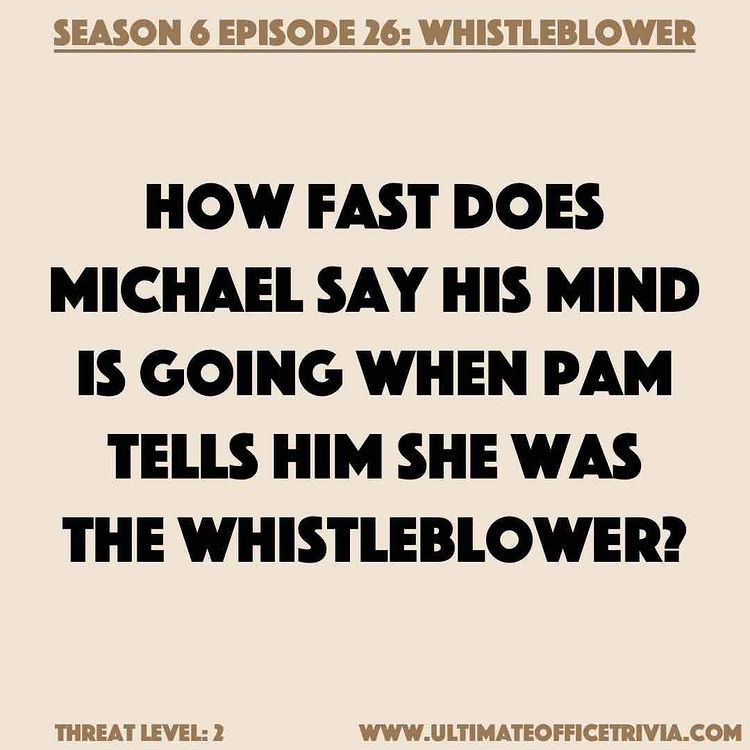 SEASON 6 EPISODE 26: WHISTLEBLOWER
HOW FAST DOES
MICHAEL SAY HIS MIND
IS GOING WHEN PAM
TELLS HIM SHE WAS
THE WHISTLEBLOWER?
THREAT LEVEL: 2
WWW.ULTIMATEOFFICETRIVIA.COM